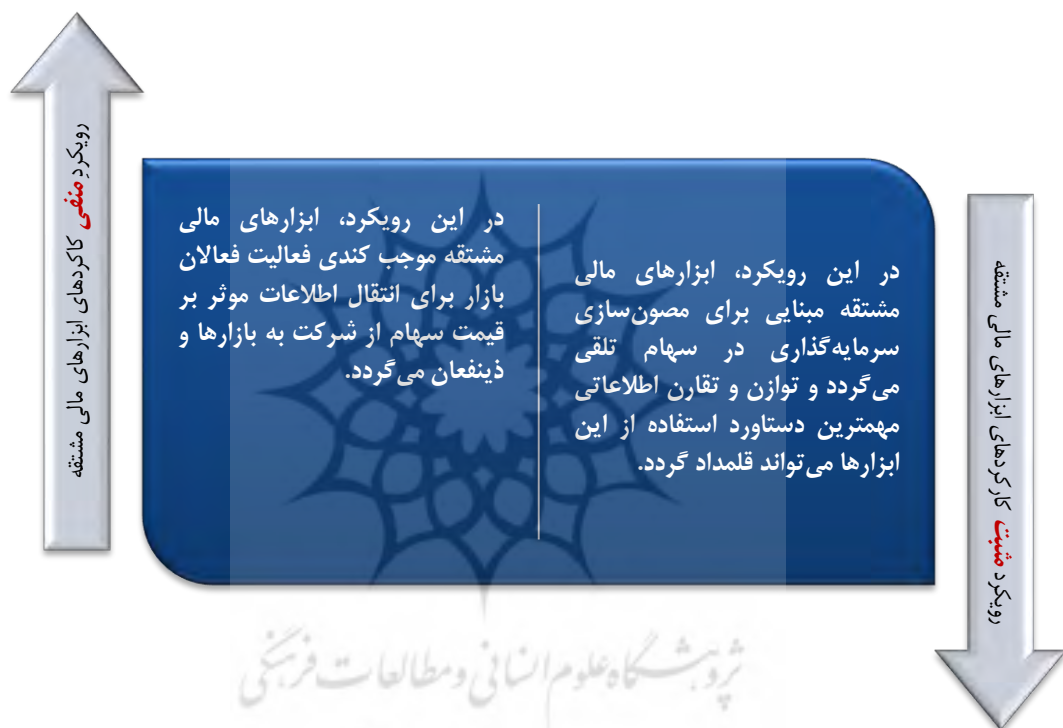 رویکرد مثبت کارکردهای ابزارهای مالی مشتقه
در این رویکرد، ابزارهای مالی
مشتقه مبنایی برای مصون‌سازی
سرمایه‌گذاری در سهام تلقی
می‌گردد و توازن و تقارن اطلاعاتی
مهمترین دستاورد استفاده از این
ابزارها می‌تواند قلمداد گردد.
در این رویکرد، ابزارهای مالی
مشتقه موجب کندی فعالیت فعالان
بازار برای انتقال اطلاعات موثر بر
قیمت سهام از شرکت به بازارها و
ذینفعان می‌گردد.
رویکردِ منفی کاکردهای ابزارهای مالی مشتقه
پژوهشگاه علوم انسانی و مطالعات فرهنگی